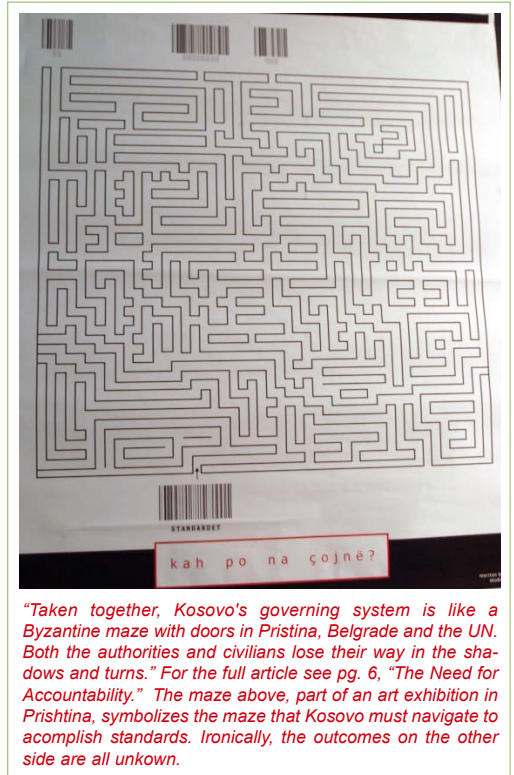 STANDARDET
kah po na çojnë?
“Taken together, Kosovo's governing system is like a
Byzantine maze with doors in Pristina, Belgrade and the UN.
Both the authorities and civilians lose their way in the sha-
dows and turns.” For the full article see pg. 6, “The Need for
Accountability.” The maze above, part of an art exhibition in
Prishtina, symbolizes the maze that Kosovo must navigate to
acomplish standards. Ironically, the outcomes on the other
side are all unkown.